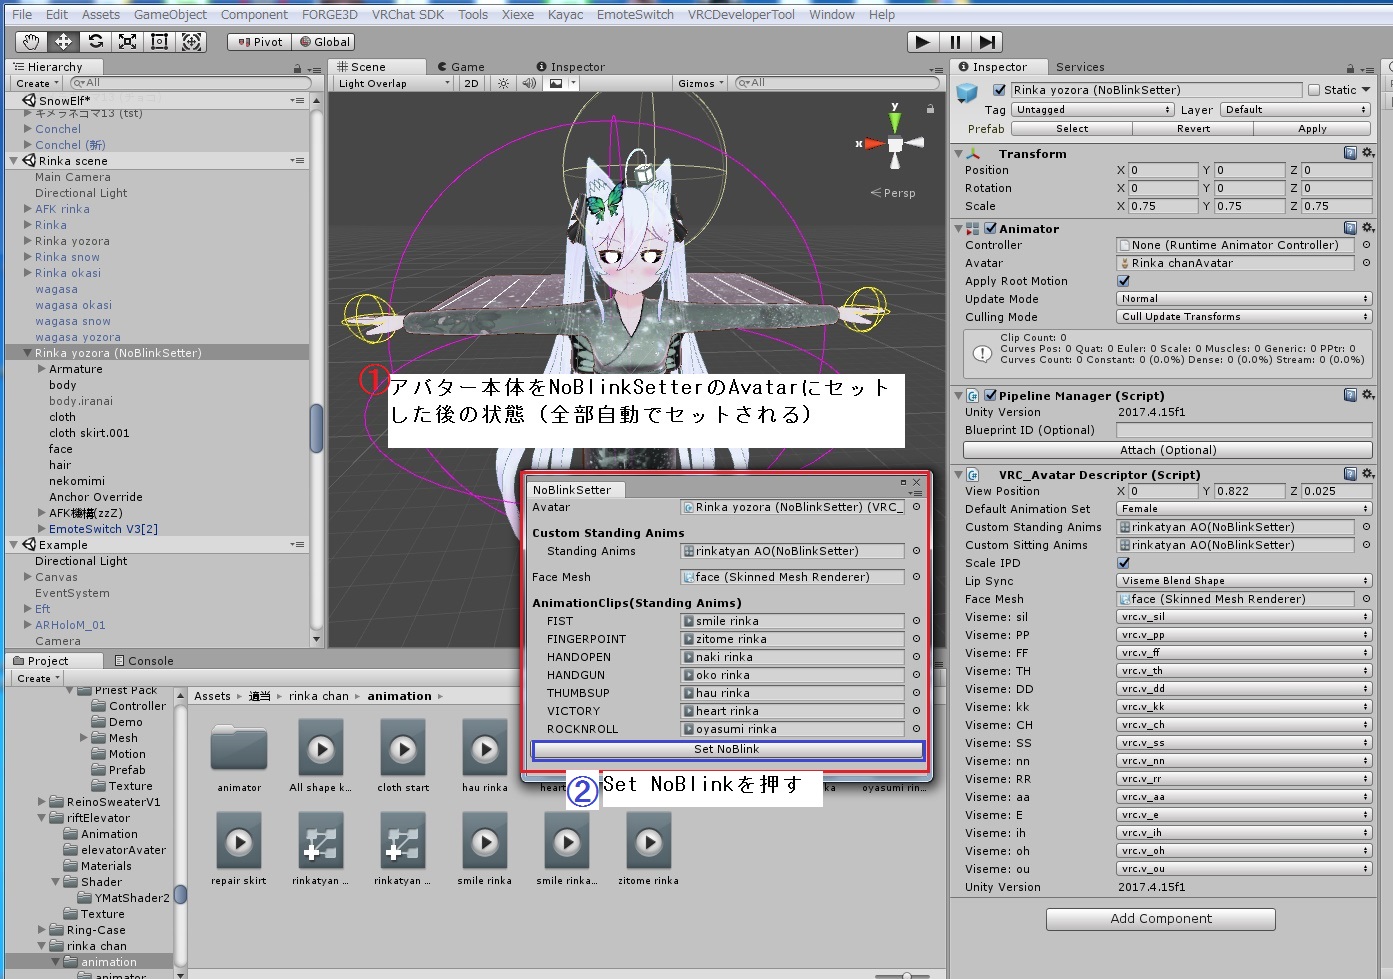 File Edit Assets GameObject Component FORGE3D VRChat SDK Tools Xiexe Kayac EmoteSwitch VRCDeveloperTool Window Help
Pivot Global
Hierarchy
Create All
SnowElf*
キメラネコマ13 (tst)
Conchel
Conchel (新)
Rinka scene
Main Camera
Directional Light
AFK rinka
Rinka
Rinka yozora
Rinka snow
Rinka okasi
wagasa
wagasa okasi
wagasa snow
wagasa yozora
Rinka yozora (NoBlinkSetter)
Armature
body
body.iranai
cloth
cloth skirt.001
face
hair
nekomimi
Anchor Override
AFK機構(zzZ)
EmoteSwitch V3[2]
Example
Directional Light
Canvas
EventSystem
Eft
ARHoloM_01
Camera
Scene Game Inspector
Light Overlap 2D Gizmos All
y
x
Persp
①アバター本体をNoBlinkSetterのAvatarにセット
した後の状態（全部自動でセットされる）
NoBlinkSetter
Avatar Rinka yozora (NoBlinkSetter) (VRC_
Custom Standing Anims
Standing Anims rinkatyan AO(NoBlinkSetter)
Face Mesh face (Skinned Mesh Renderer)
AnimationClips(Standing Anims)
FIST smile rinka
FINGERPOINT zitome rinka
HANDOPEN naki rinka
HANDGUN oko rinka
THUMBSUP hau rinka
VICTORY heart rinka
ROCKNROLL oyasumi rinka
Set NoBlink
②Set NoBlinkを押す
Project Console
Create
Priest Pack
Controller
Demo
Mesh
Motion
Prefab
Texture
ReinoSweaterV1
riftElevator
Animation
elevatorAvater
Materials
Shader
YMatShader2
Texture
Ring-Case
rinka chan
animation
animator
Assets 適当 rinka chan animation
animator All shape k... cloth start hau rinka oyasumi rin...
repair skirt rinkatyan ... rinkatyan ... smile rinka smile rinka... zitome rinka
Inspector Services
Rinka yozora (NoBlinkSetter) Static
Tag Untagged Layer Default
Prefab Select Revert Apply
Transform
Position X 0 Y 0 Z 0
Rotation X 0 Y 0 Z 0
Scale X 0.75 Y 0.75 Z 0.75
Animator
Controller None (Runtime Animator Controller)
Avatar Rinka chanAvatar
Apply Root Motion
Update Mode Normal
Culling Mode Cull Update Transforms
Clip Count: 0
Curves Pos: 0 Quat: 0 Euler: 0 Scale: 0 Muscles: 0 Generic: 0 PPtr: 0
Curves Count: 0 Constant: 0 (0.0%) Dense: 0 (0.0%) Stream: 0 (0.0%)
Pipeline Manager (Script)
Unity Version 2017.4.15f1
Blueprint ID (Optional)
Attach (Optional)
VRC_Avatar Descriptor (Script)
View Position X 0 Y 0.822 Z 0.025
Default Animation Set Female
Custom Standing Anims rinkatyan AO(NoBlinkSetter)
Custom Sitting Anims rinkatyan AO(NoBlinkSetter)
Scale IPD
Lip Sync Viseme Blend Shape
Face Mesh face (Skinned Mesh Renderer)
Viseme: sil vrc.v_sil
Viseme: PP vrc.v_pp
Viseme: FF vrc.v_ff
Viseme: TH vrc.v_th
Viseme: DD vrc.v_dd
Viseme: kk vrc.v_kk
Viseme: CH vrc.v_ch
Viseme: SS vrc.v_ss
Viseme: nn vrc.v_nn
Viseme: RR vrc.v_rr
Viseme: aa vrc.v_aa
Viseme: E vrc.v_e
Viseme: ih vrc.v_ih
Viseme: oh vrc.v_oh
Viseme: ou vrc.v_ou
Unity Version 2017.4.15f1
Add Component